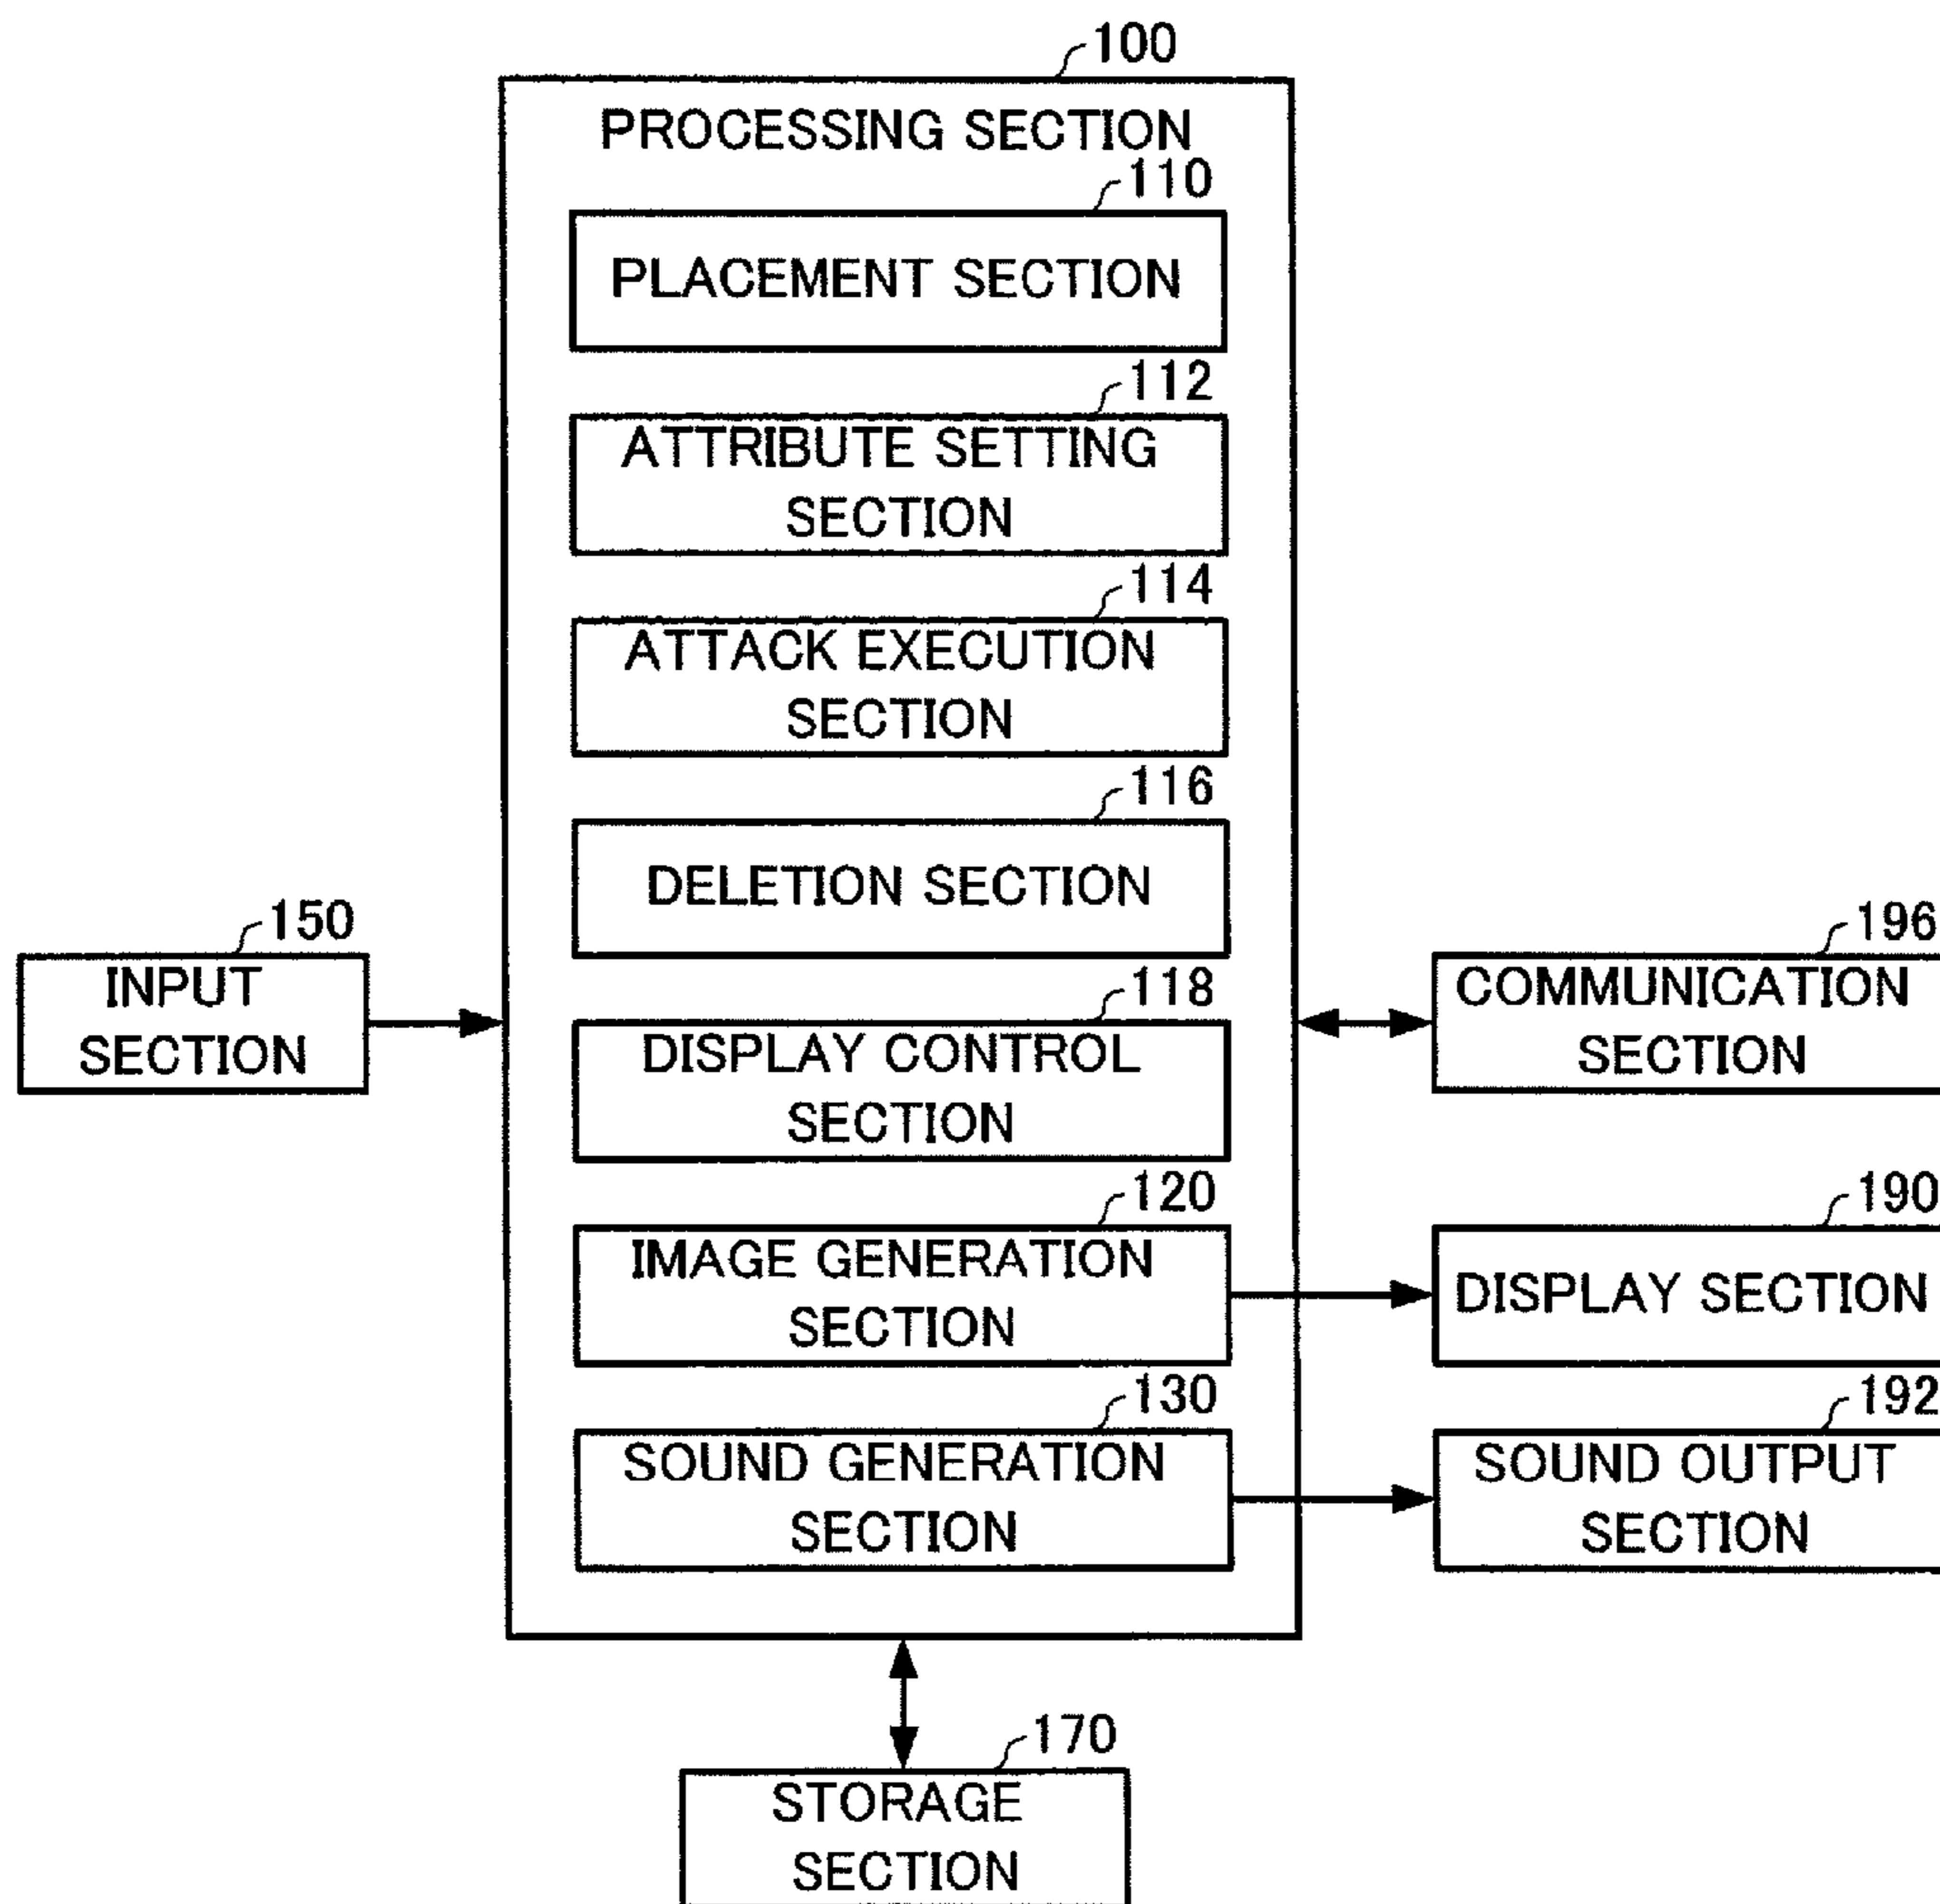 100
PROCESSING SECTION
110
PLACEMENT SECTION
112
ATTRIBUTE SETTING
SECTION
114
ATTACK EXECUTION
SECTION
116
DELETION SECTION
150
INPUT
SECTION
118
DISPLAY CONTROL
SECTION
196
COMMUNICATION
SECTION
120
IMAGE GENERATION
SECTION
190
DISPLAY SECTION
130
SOUND GENERATION
SECTION
192
SOUND OUTPUT
SECTION
170
STORAGE
SECTION